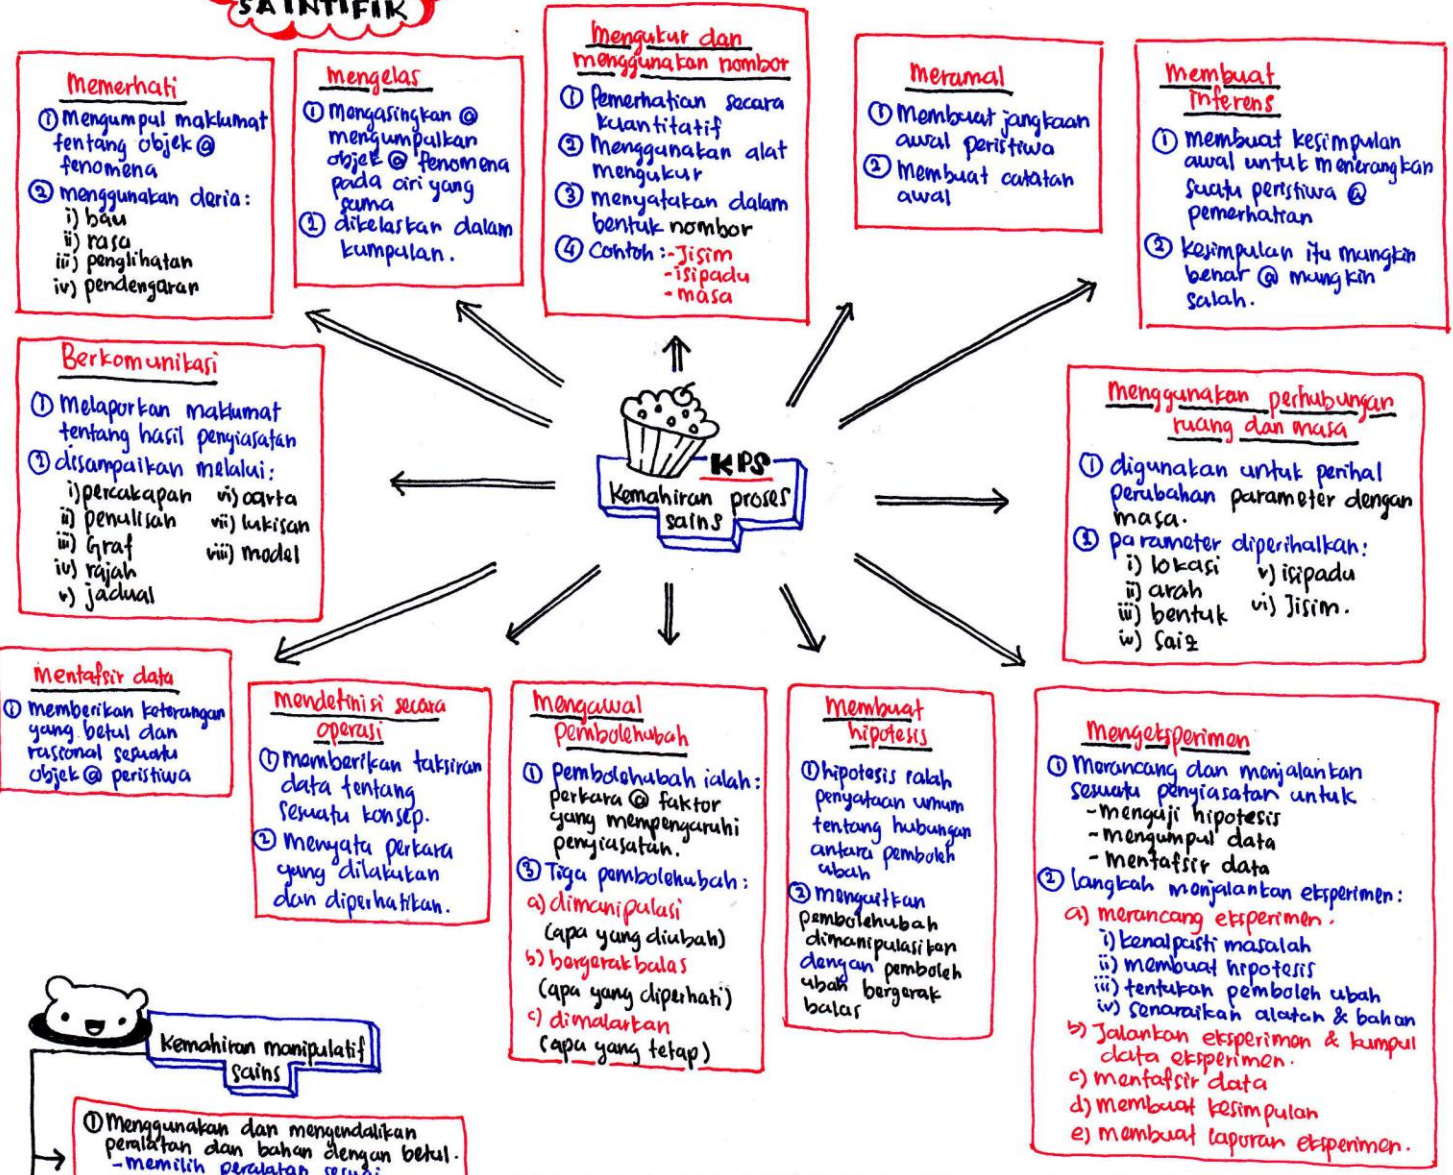 SAINTIFIK
Memerhati
① Mengumpul maklumat
tentang objek @
fenomena
② menggunakan deria:
i) bau
ii) rasa
iii) penglihatan
iv) pendengaran
mengelas
① Mengasingkan @
mengumpulkan
objek @ fenomena
pada ciri yang
sama
② dikelaskan dalam
kumpulan.
Mengukur dan
menggunakan nombor
① Pemerhatian secara
kuantitatif
② Menggunakan alat
mengukur
③ menyatakan dalam
bentuk nombor
④ Contoh :- Jisim
- isipadu
- masa
Meramal
① Membuat jangkaan
awal peristiwa
② Membuat catatan
awal
Membuat
inferens
① membuat kesimpulan
awal untuk menerangkan
suatu peristiwa @
pemerhatian
② kesimpulan itu mungkin
benar @ mungkin
salah.
Berkomunikasi
① Melaporkan maklumat
tentang hasil penyiasatan
② disampaikan melalui:
i) percakapan vi) carta
ii) penulisan vii) lukisan
iii) Graf viii) model
iv) rajah
v) jadual
KPS
Kemahiran proses
sains
Menggunakan perhubungan
ruang dan masa
① digunakan untuk perihal
perubahan parameter dengan
masa.
② parameter diperihalkan:
i) lokasi v) isipadu
ii) arah vi) Jisim.
iii) bentuk
iv) Saiz
mentafsir data
① memberikan keterangan
yang betul dan
rasional sesuatu
objek @ peristiwa
Mendefinisi secara
operasi
① memberikan taksiran
data tentang
sesuatu konsep.
② Menyata perkara
yang dilakukan
dan diperhatikan.
Mengawal
Pembolehubah
① Pembolehubah ialah:
perkara @ faktor
yang mempengaruhi
penyiasatan.
② Tiga pembolehubah:
a) dimanipulasi
(apa yang diubah)
b) bergerak balas
(apa yang diperhati)
c) dimalarkan
(apa yang tetap)
Membuat
hipotesis
① hipotesis ialah
penyataan umum
tentang hubungan
antara pemboleh
ubah
② mengaitkan
pembolehubah
dimanipulasikan
dengan pemboleh
ubah bergerak
balas
Mengeksperimen
① Merancang dan menjalankan
sesuatu penyiasatan untuk
- menguji hipotesis
- mengumpul data
- mentafsir data
② Langkah menjalankan eksperimen:
a) merancang eksperimen.
i) kenalpasti masalah
ii) membuat hipotesis
iii) tentukan pemboleh ubah
iv) senaraikan alatan & bahan
b) Jalankan eksperimen & kumpul
data eksperimen.
c) mentafsir data
d) membuat kesimpulan
e) membuat laporan eksperimen.
Kemahiran manipulatif
Sains
① Menggunakan dan mengendalikan
peralatan dan bahan dengan betul.
- memilih peralatan sesuai